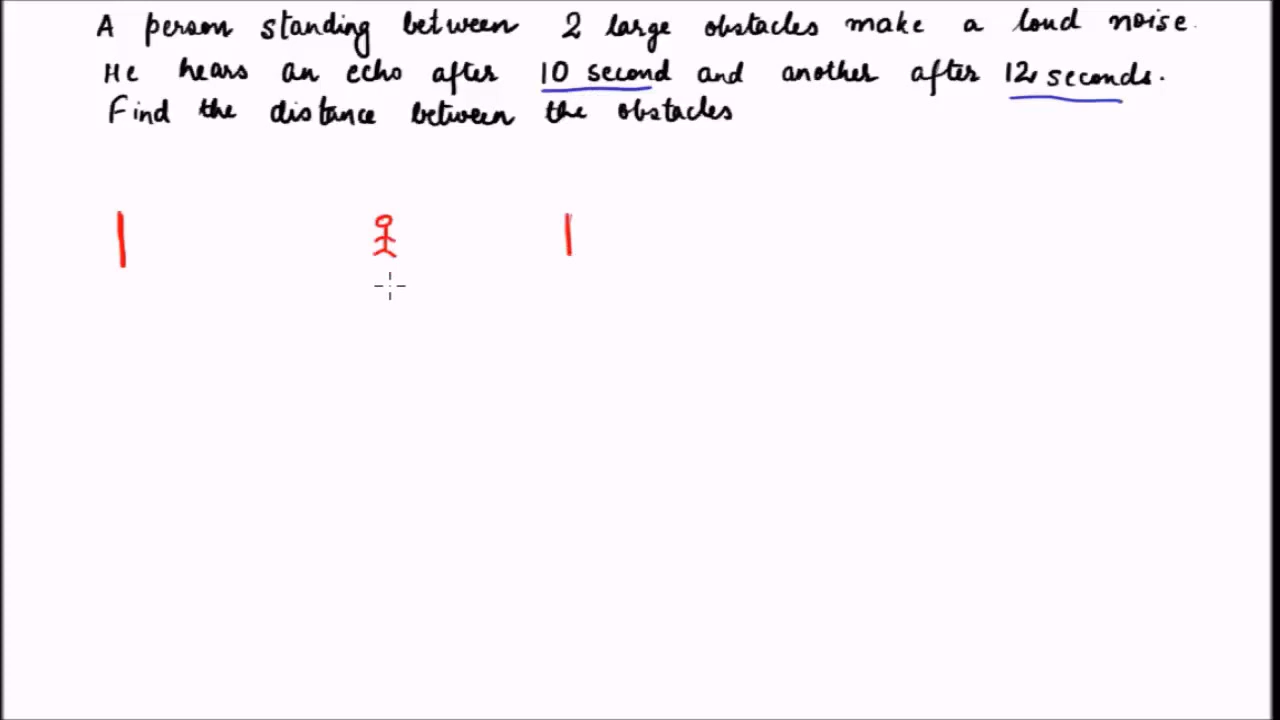 A person standing between 2 large obstacles make a loud noise.
He hears an echo after 10 second and another after 12 seconds.
Find the distance between the obstacles